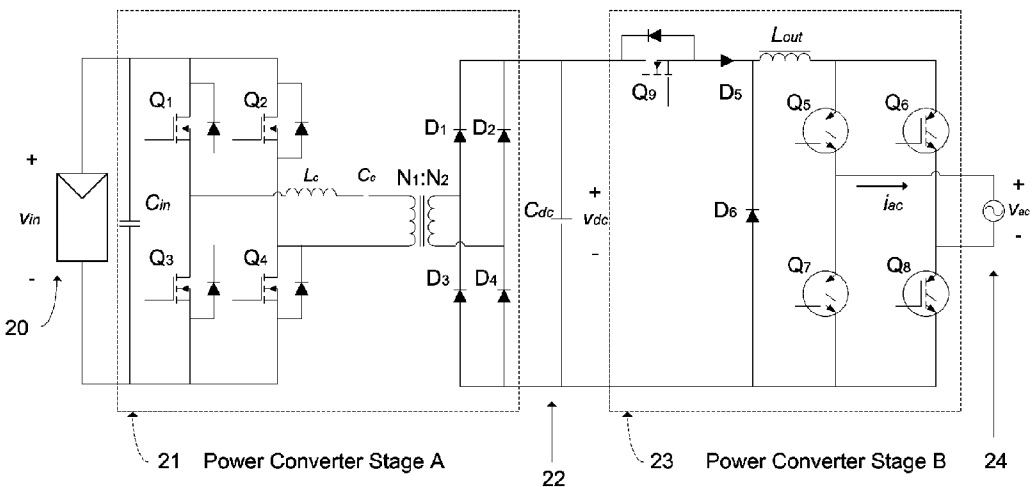 Lout
Q1
Q2
Q9
D5
Q5
Q6
D1
D2
+
vin
-
Cin
Lc
Cc
N1:N2
Cdc
+
vdc
-
D6
iac
+
vac
-
Q3
Q4
D3
D4
Q7
Q8
20
21 Power Converter Stage A
22
23 Power Converter Stage B
24